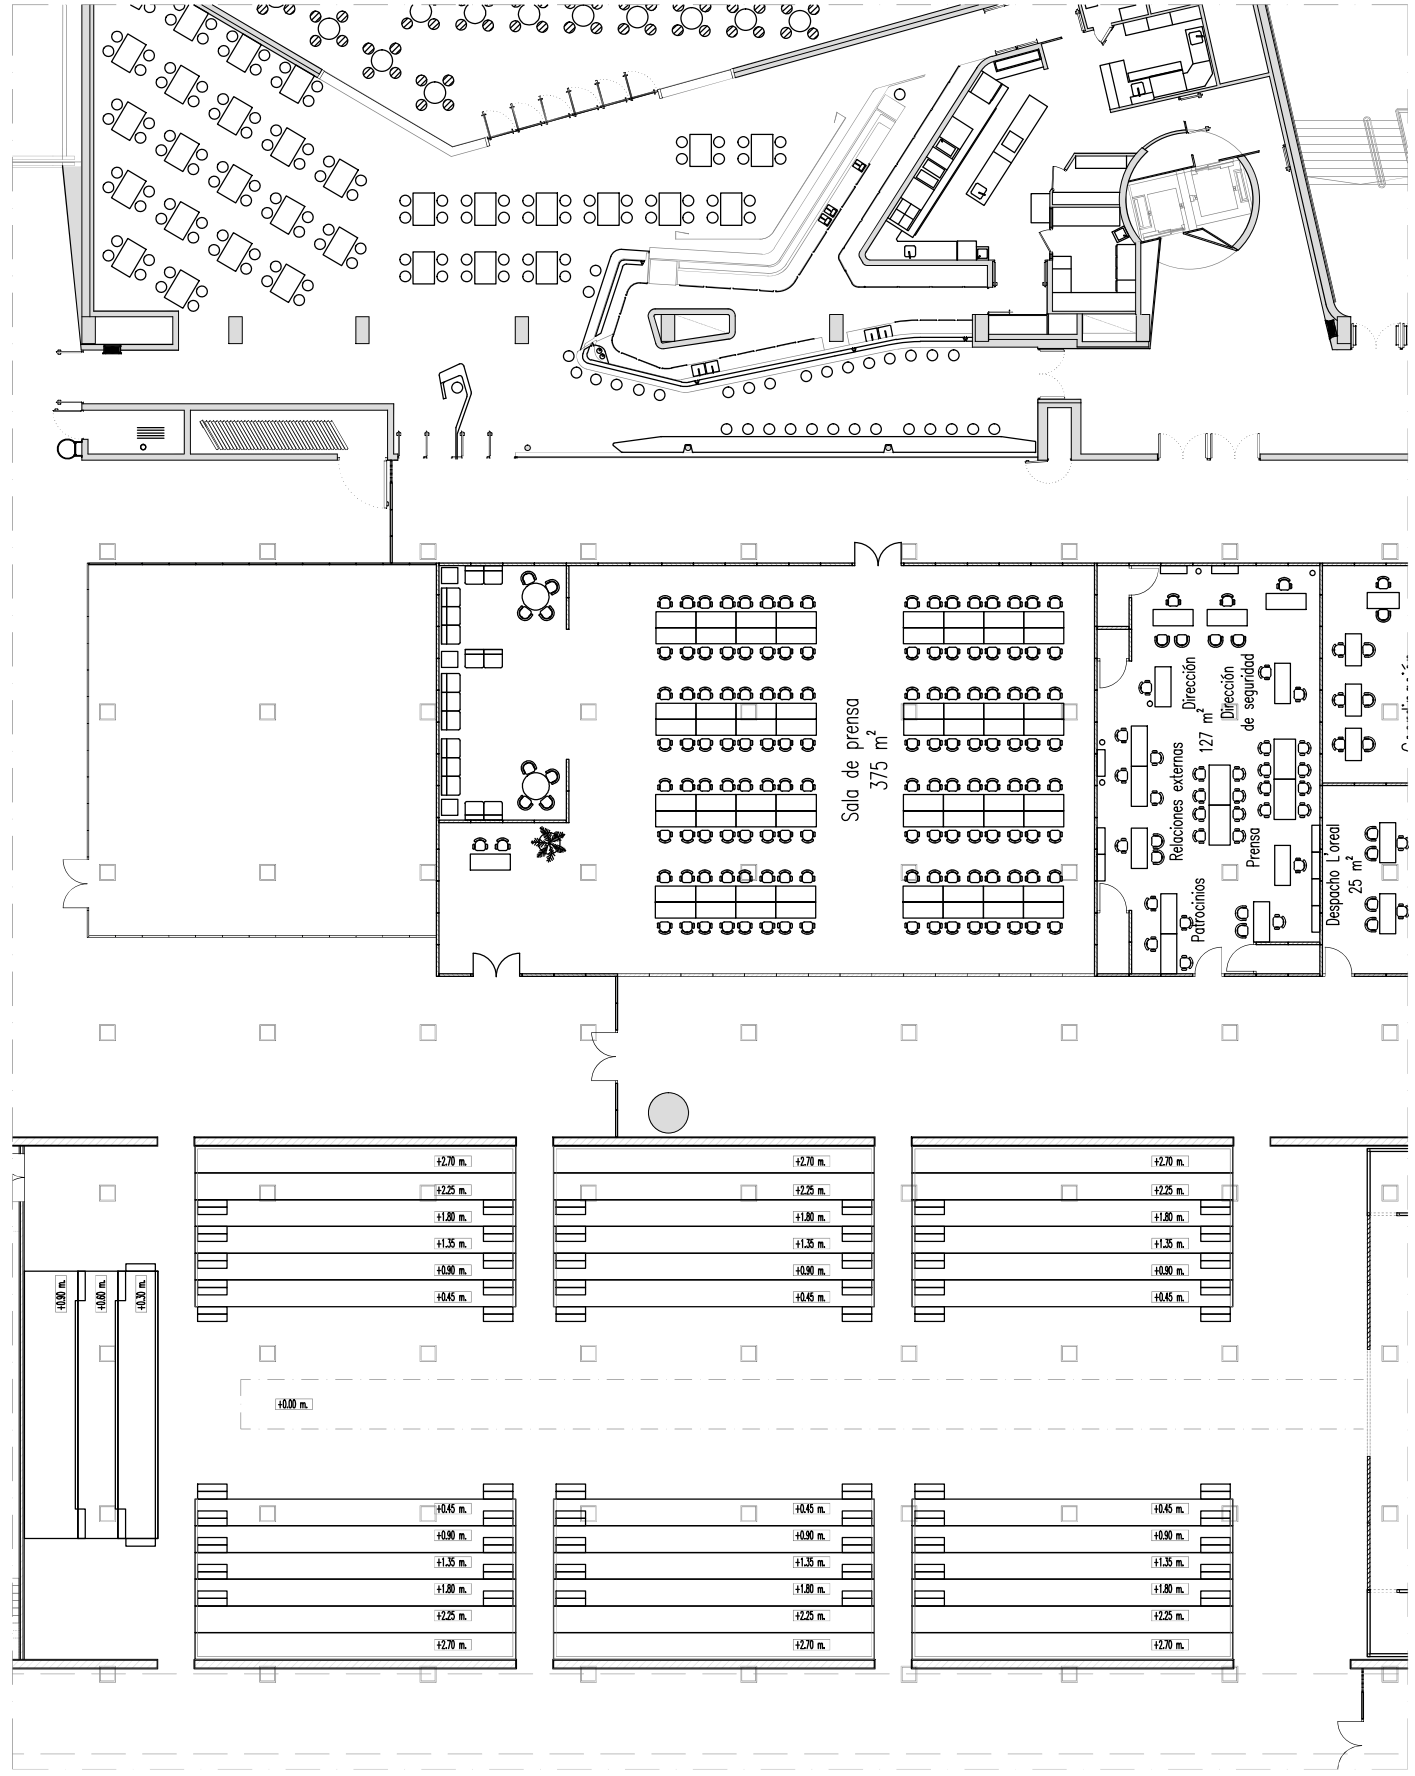 Sala de prensa
375 m²
Dirección
127 m²
Dirección
de seguridad
Relaciones externas
Prensa
Patrocinios
Despacho L'oreal
25 m²
+2.70 m.
+2.70 m.
+2.70 m.
+2.25 m.
+2.25 m.
+2.25 m.
+1.80 m.
+1.80 m.
+1.80 m.
+1.35 m.
+1.35 m.
+1.35 m.
+0.90 m.
+0.90 m.
+0.90 m.
+0.45 m.
+0.45 m.
+0.45 m.
+0.90 m.
+0.60 m.
+0.30 m.
+0.00 m.
+0.45 m.
+0.45 m.
+0.45 m.
+0.90 m.
+0.90 m.
+0.90 m.
+1.35 m.
+1.35 m.
+1.35 m.
+1.80 m.
+1.80 m.
+1.80 m.
+2.25 m.
+2.25 m.
+2.25 m.
+2.70 m.
+2.70 m.
+2.70 m.